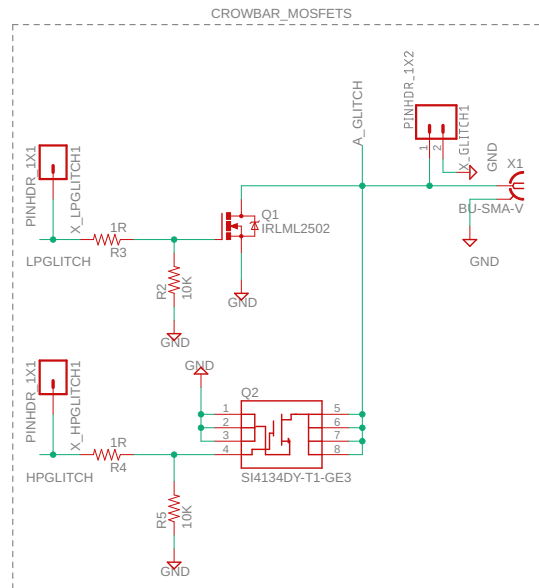 CROWBAR_MOSFETS
PINHDR_1X2
A_GLITCH
1
2
X_GLITCH1
GND
X1
BU-SMA-V
GND
PINHDR_1X1
X_LPGLITCH1
Q1
IRLML2502
1R
R3
LPGLITCH
R2
10K
GND
GND
GND
Q2
PINHDR_1X1
X_HPGLITCH1
1
2
3
4
5
6
7
8
1R
R4
HPGLITCH
SI4134DY-T1-GE3
R5
10K
GND